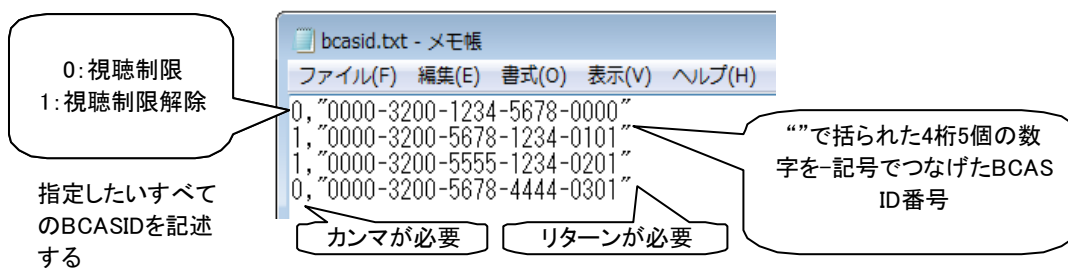 0:視聴制限
1:視聴制限解除
指定したいすべて
のBCASIDを記述
する
bcasid.txt - メモ帳
ファイル(F) 編集(E) 書式(O) 表示(V) ヘルプ(H)
0,"0000-3200-1234-5678-0000"
1,"0000-3200-5678-1234-0101"
1,"0000-3200-5555-1234-0201"
0,"0000-3200-5678-4444-0301"
カンマが必要
リターンが必要
“”で括られた4桁5個の数
字を-記号でつなげたBCAS
ID番号